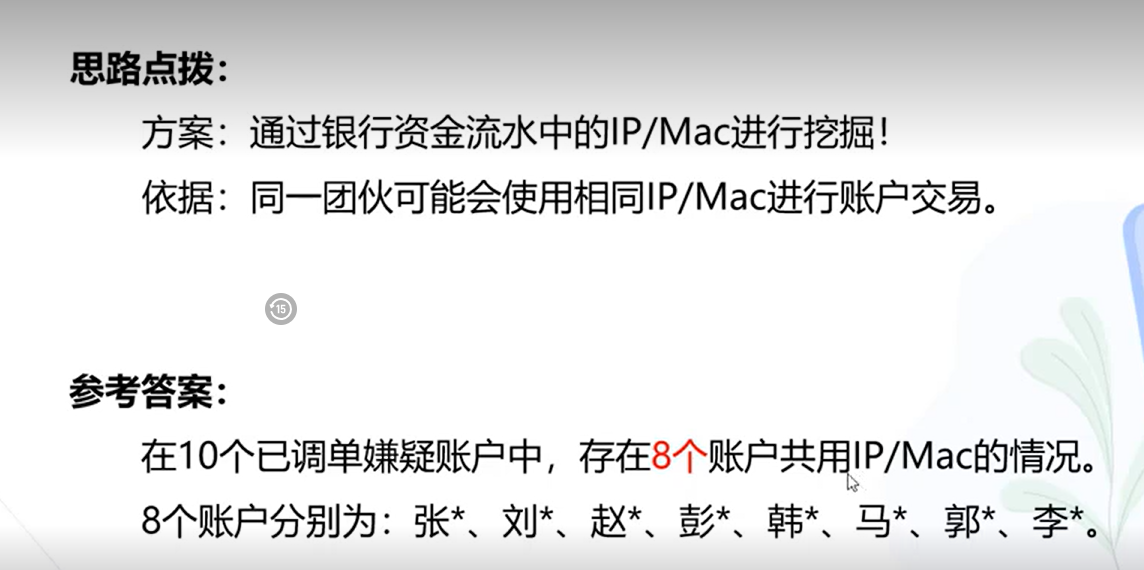 思路点拨：
方案：通过银行资金流水中的IP/Mac进行挖掘！
依据：同一团伙可能会使用相同IP/Mac进行账户交易。
15
参考答案：
在10个已调单嫌疑账户中，存在8个账户共用IP/Mac的情况。
8个账户分别为：张*、刘*、赵*、彭*、韩*、马*、郭*、李*。